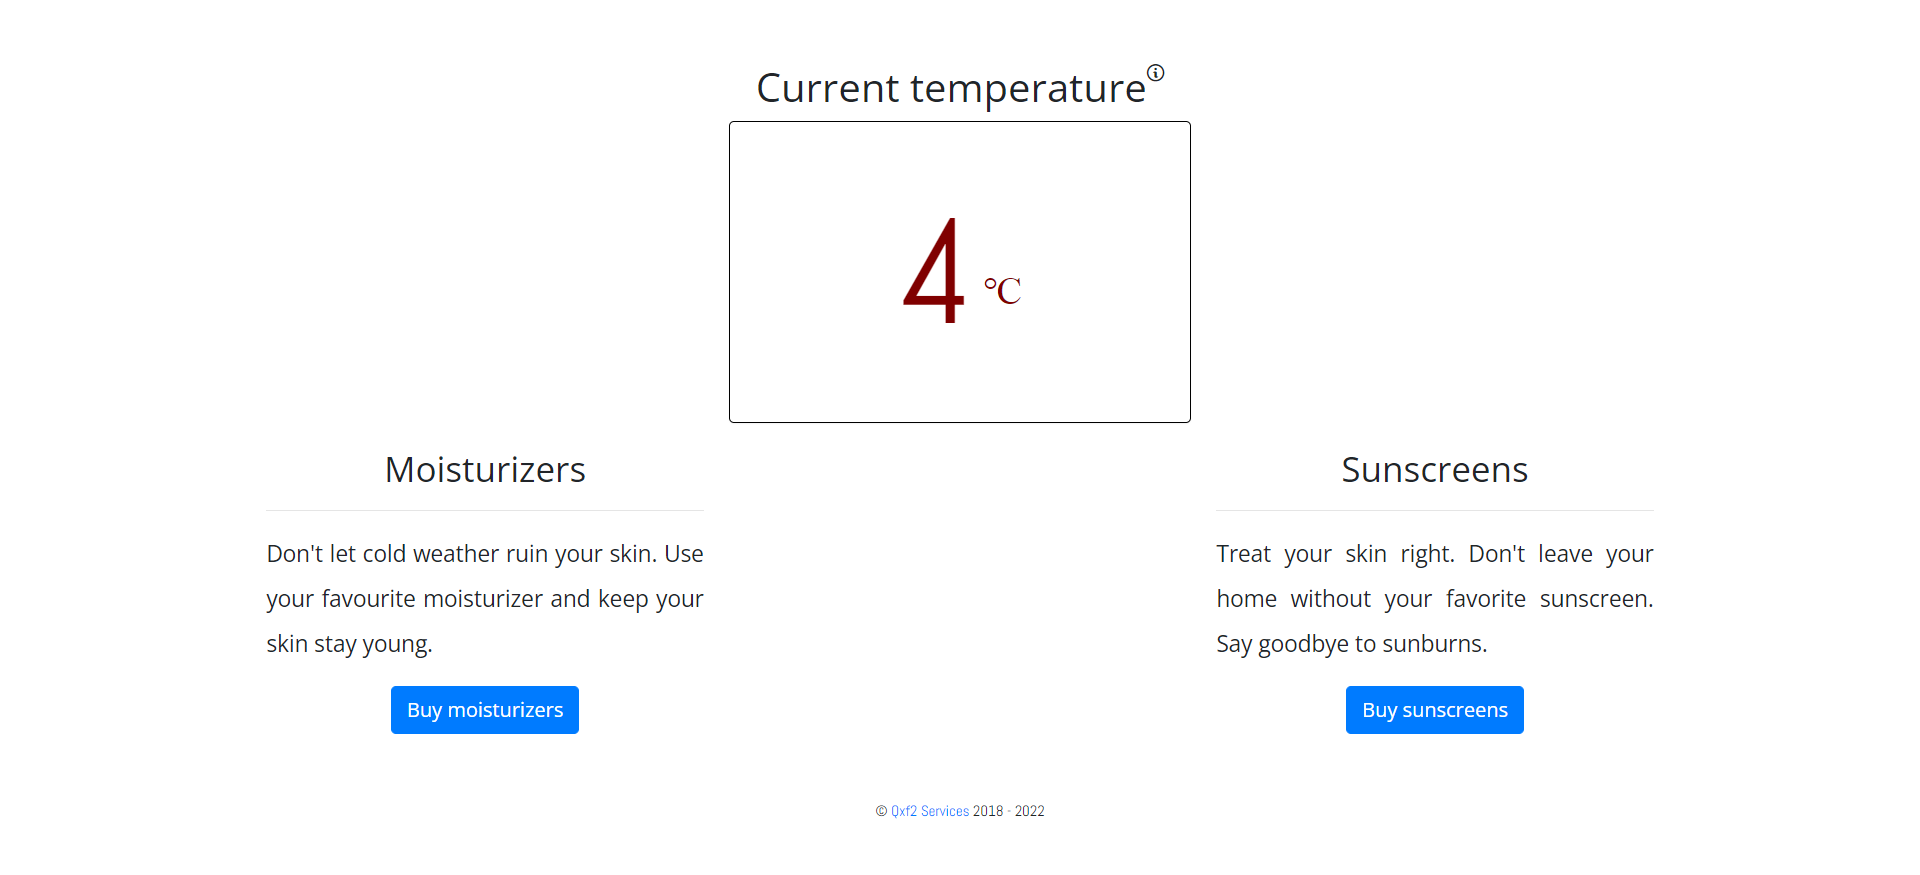 Current temperature
4 °C
Moisturizers
Don't let cold weather ruin your skin. Use
your favourite moisturizer and keep your
skin stay young.
Buy moisturizers
Sunscreens
Treat your skin right. Don't leave your
home without your favorite sunscreen.
Say goodbye to sunburns.
Buy sunscreens
© Qxf2 Services 2018 - 2022